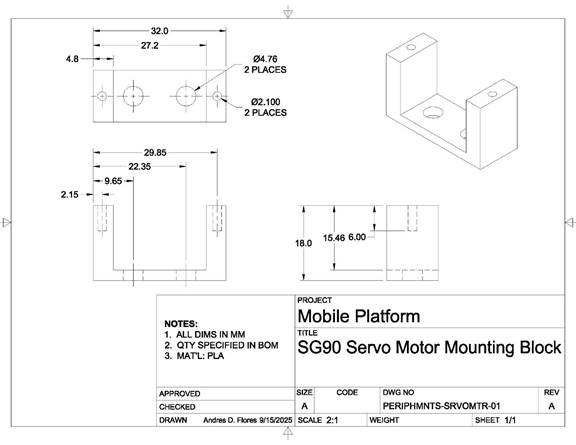 32.0
27.2
4.8
Ø4.76
2 PLACES
Ø2.100
2 PLACES
29.85
22.35
9.65
2.15
18.0
15.46
6.00
NOTES:
1. ALL DIMS IN MM
2. QTY SPECIFIED IN BOM
3. MAT'L: PLA
PROJECT
Mobile Platform
TITLE
SG90 Servo Motor Mounting Block
APPROVED
CHECKED
DRAWN Andres D. Flores 9/15/2025
SIZE CODE DWG NO REV
A PERIPHMNTS-SRVOMTR-01 A
SCALE 2:1 WEIGHT SHEET 1/1